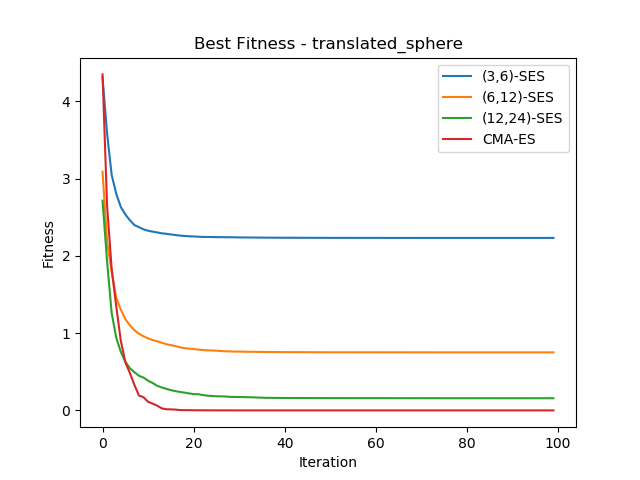 Best Fitness - translated_sphere
(3,6)-SES
(6,12)-SES
(12,24)-SES
CMA-ES
Fitness
4
3
2
1
0
0 20 40 60 80 100
Iteration